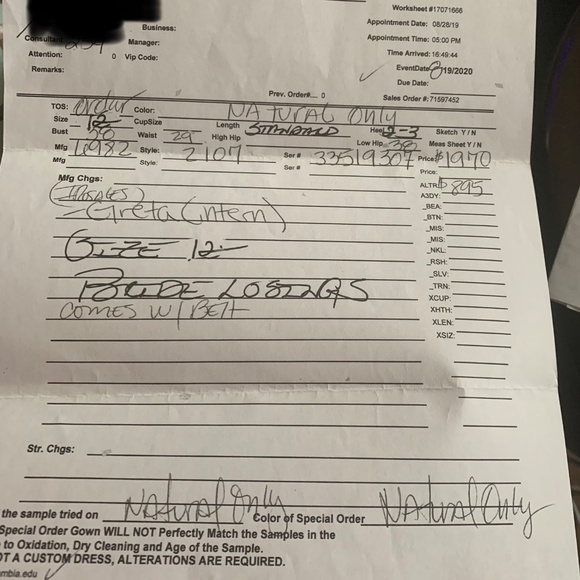 Worksheet #17071666
Business:
Appointment Date: 08/28/19
Consultant
Manager:
Appointment Time: 05:00 PM
Attention: 0 Vip Code:
Time Arrived: 16:49:44
Remarks:
EventDate 8/19/2020
Due Date:
Prev. Order#.... 0
Sales Order #: 71597452
TOS: Order Color: NATURAL ONLY
Size 12 CupSize Length STANDARD Heel 2-3 Sketch Y / N
Bust 38 Waist 29 High Hip Low Hip 38 Meas Sheet Y / N
Mfg 6982 Style: 2107 Ser # 33519307 Price: $1970
Mfg Style: Ser # Price:
Mfg Chgs:
ALTR: $895
A3DY:
- Greta (Intern)
_BEA:
_BTN:
_MIS:
SIZE 12
_MIS:
_NKL:
_RSH:
BRIDE LOSING LBS
_SLV:
COMES W/ BELT
_TRN:
XCUP:
XHTH:
XLEN:
XSIZ:
Str. Chgs:
the sample tried on Natural Only Color of Special Order Natural Only
Special Order Gown WILL NOT Perfectly Match the Samples in the
to Oxidation, Dry Cleaning and Age of the Sample.
OT A CUSTOM DRESS, ALTERATIONS ARE REQUIRED.
mbia.edu